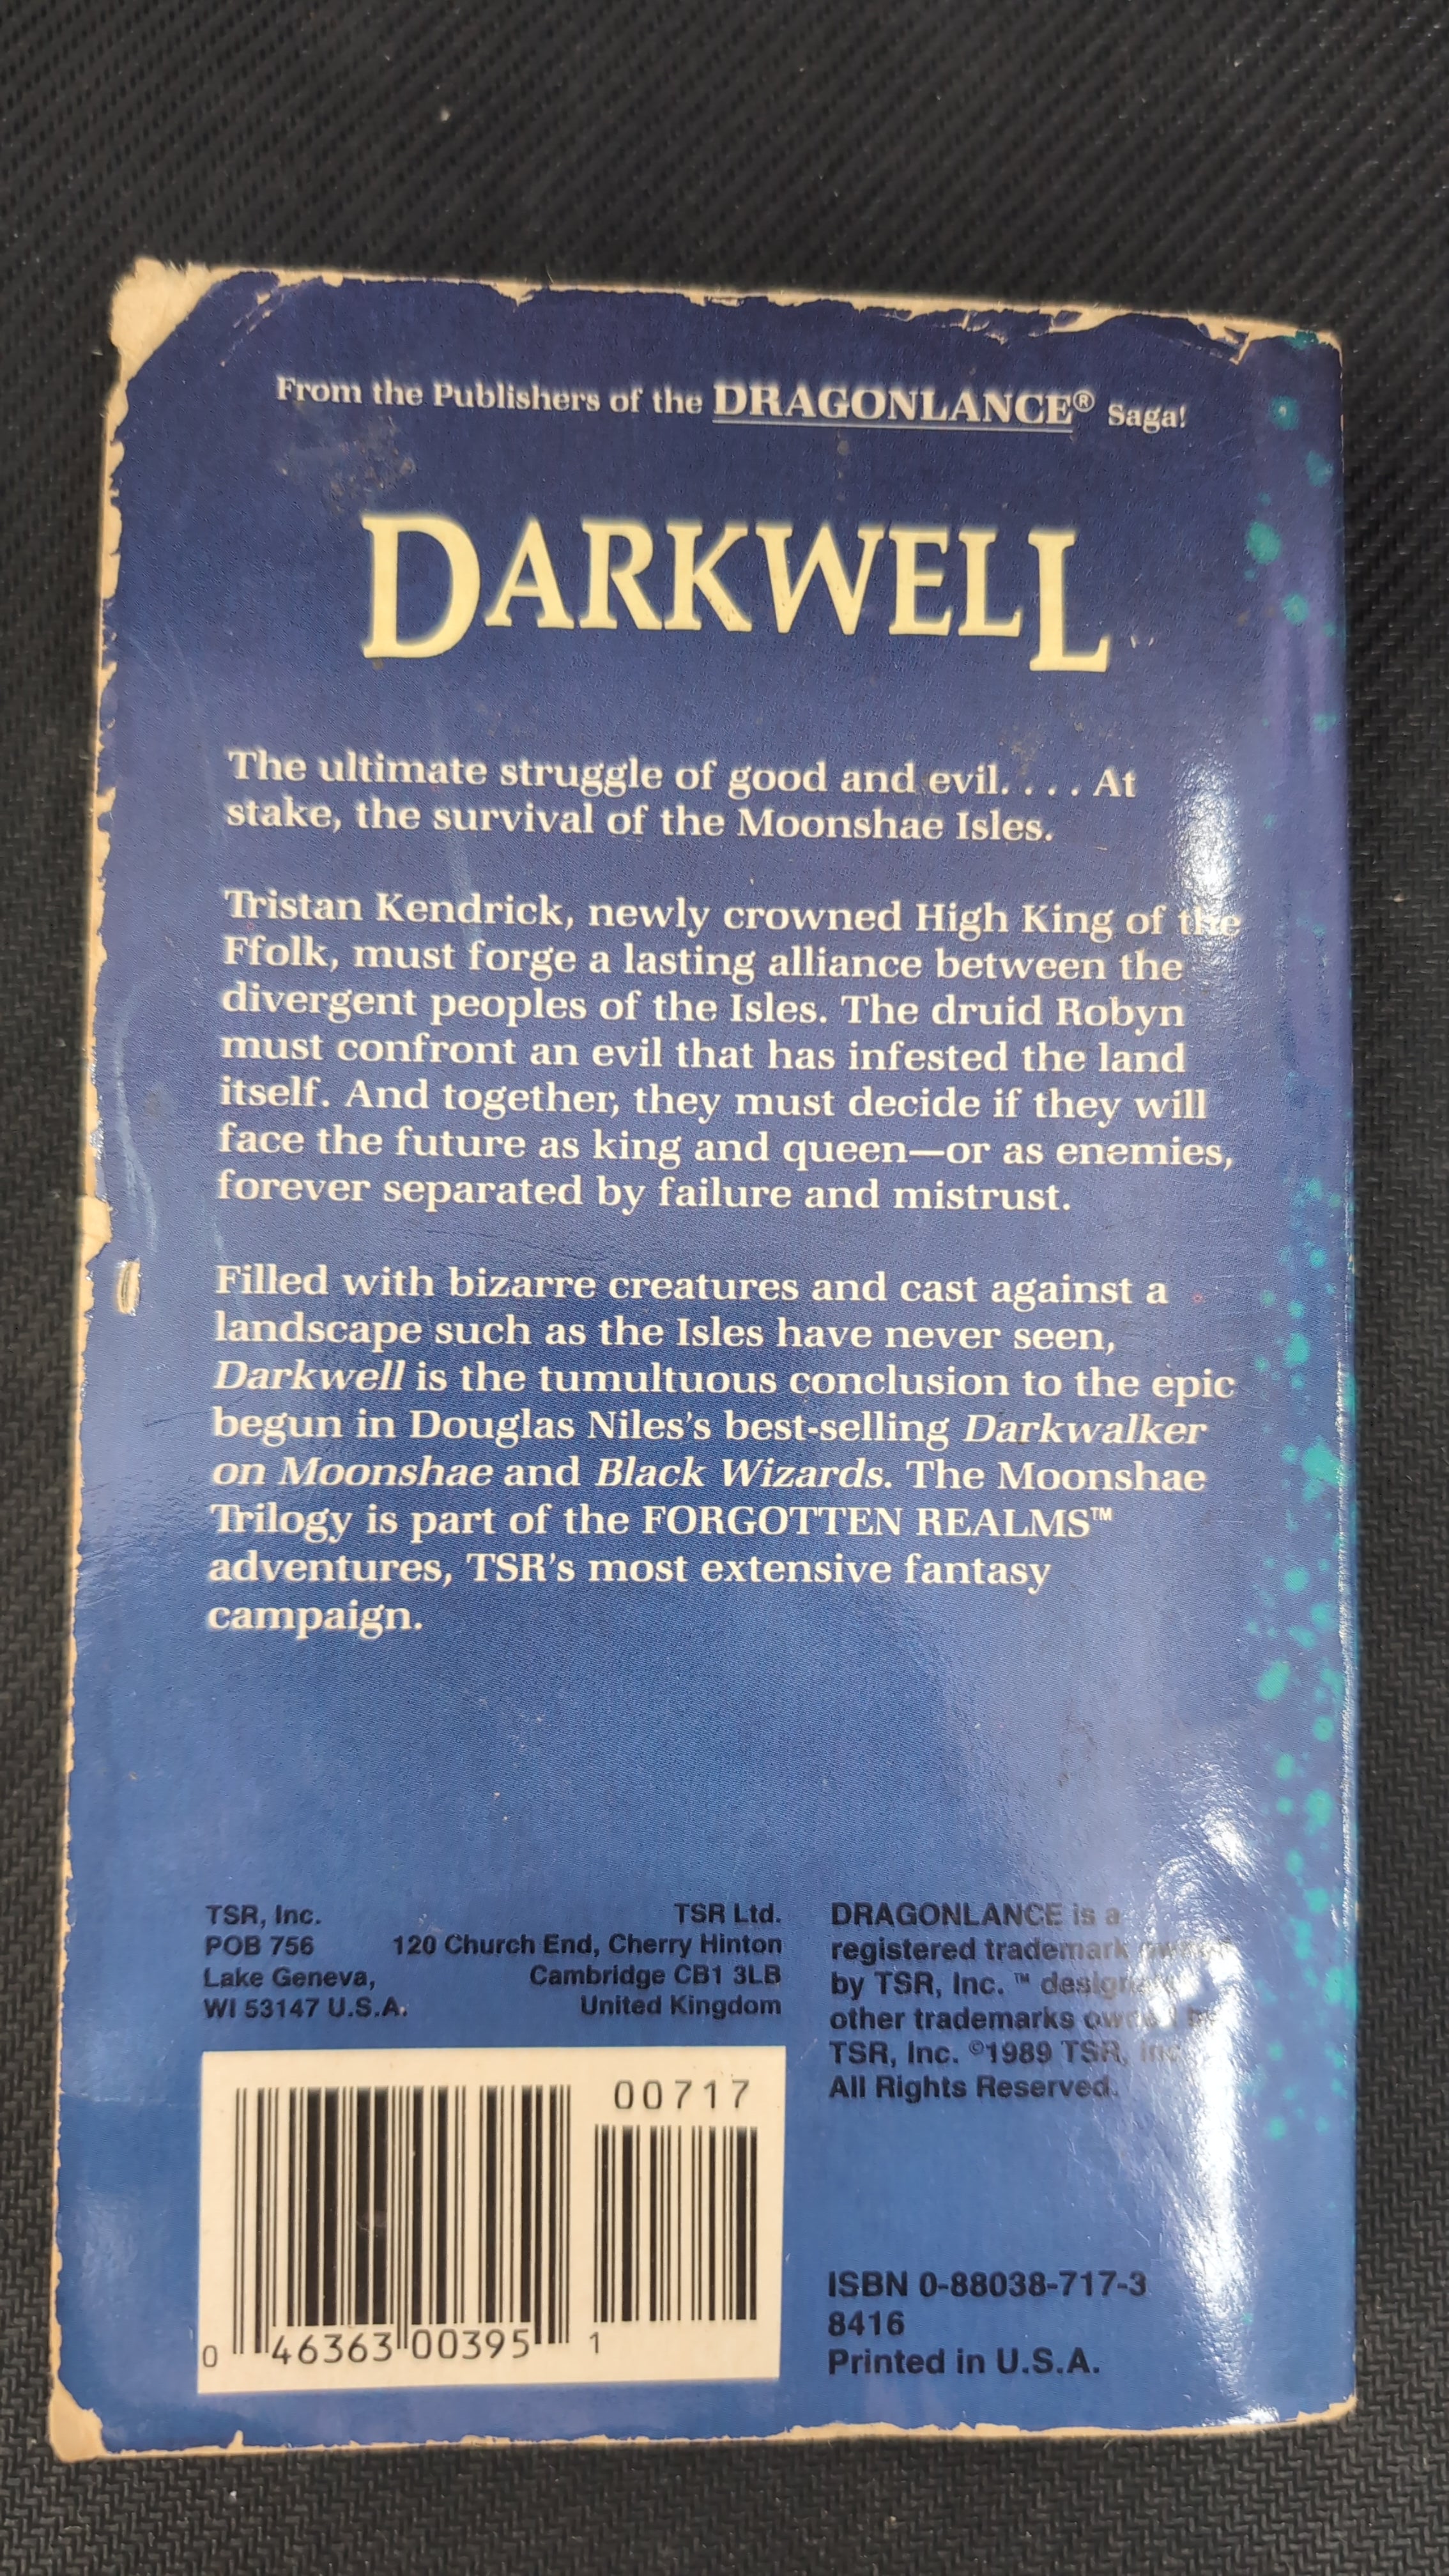 From the Publishers of the DRAGONLANCE® Saga!
DARKWELL
The ultimate struggle of good and evil. . . . At
stake, the survival of the Moonshae Isles.
Tristan Kendrick, newly crowned High King of the
Ffolk, must forge a lasting alliance between the
divergent peoples of the Isles. The druid Robyn
must confront an evil that has infested the land
itself. And together, they must decide if they will
face the future as king and queen—or as enemies,
forever separated by failure and mistrust.
Filled with bizarre creatures and cast against a
landscape such as the Isles have never seen,
Darkwell is the tumultuous conclusion to the epic
begun in Douglas Niles's best-selling Darkwalker
on Moonshae and Black Wizards. The Moonshae
Trilogy is part of the FORGOTTEN REALMS™
adventures, TSR's most extensive fantasy
campaign.
TSR, Inc.
POB 756
Lake Geneva,
WI 53147 U.S.A.
TSR Ltd.
120 Church End, Cherry Hinton
Cambridge CB1 3LB
United Kingdom
DRAGONLANCE is a
registered trademark
by TSR, Inc. ™
other trademarks
TSR, Inc. ©1989 TSR, Inc.
All Rights Reserved.
00717
0 46363 00395 1
ISBN 0-88038-717-3
8416
Printed in U.S.A.